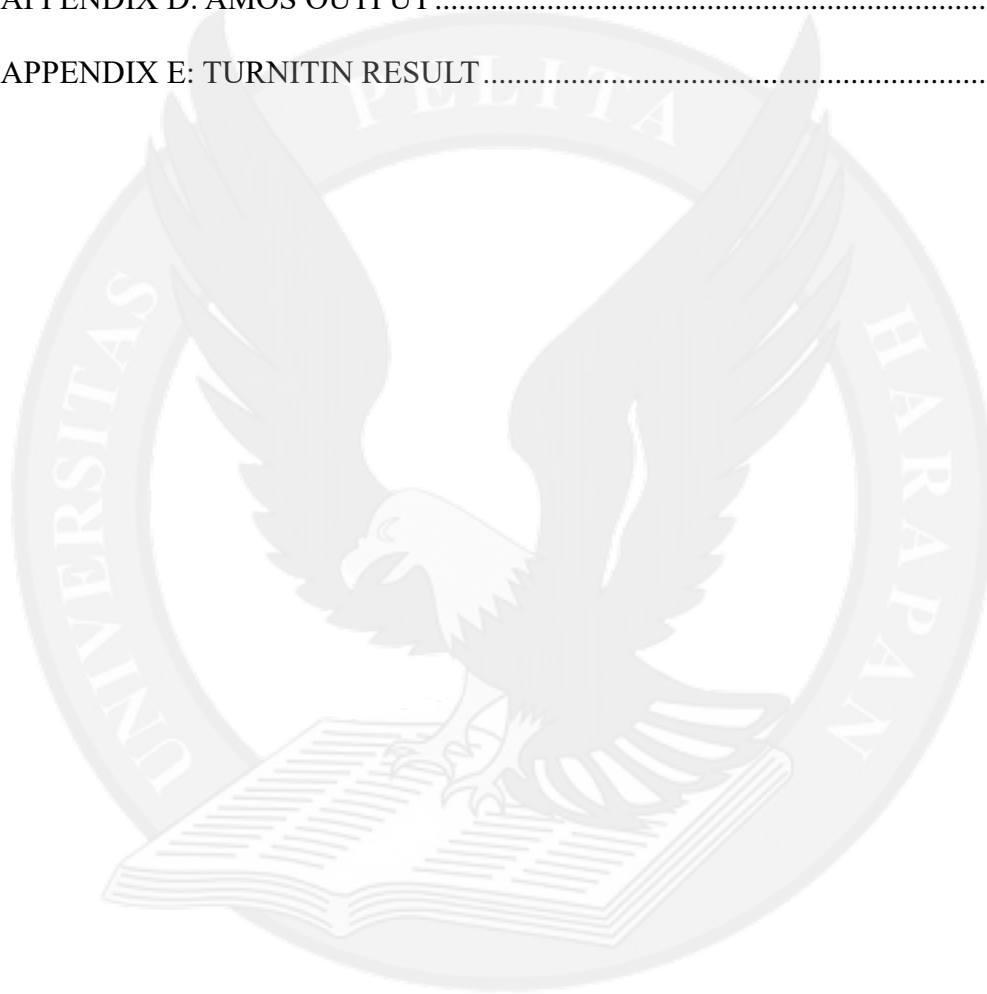 APPENDIX D: AMOS OUTPUT
APPENDIX E: TURNITIN RESULT
UNIVERSITAS PELITA HARAPAN